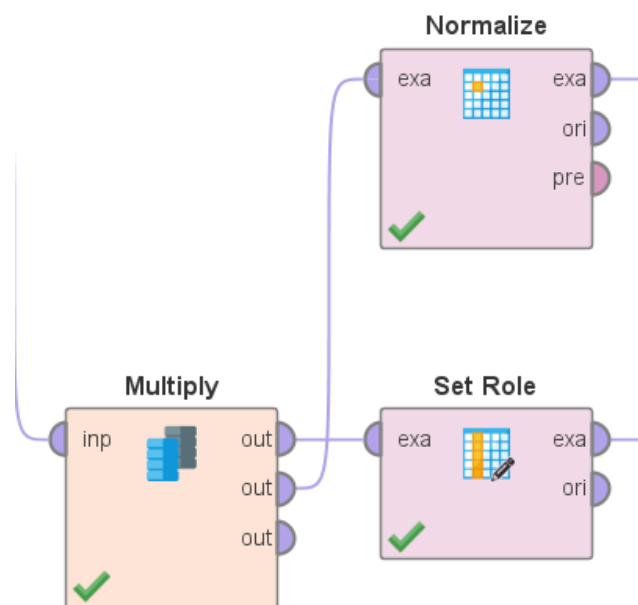 Normalize
exa exa
ori
pre
Multiply
inp out
out
out
Set Role
exa exa
ori